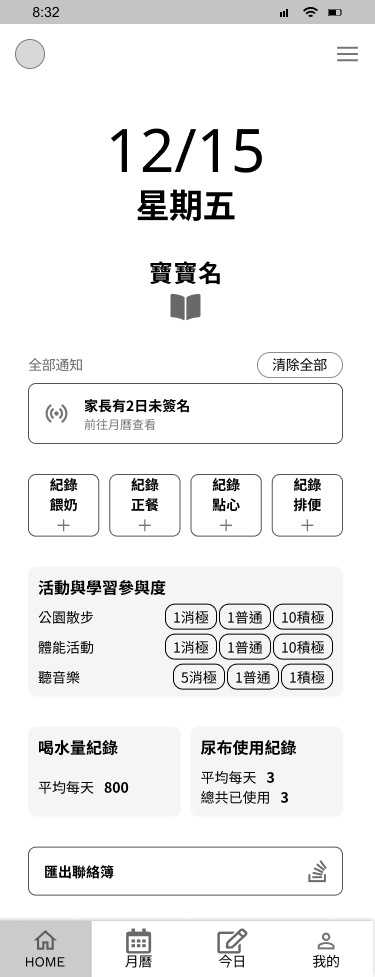 8:32
12/15
星期五
寶寶名
全部通知 清除全部
家長有2日未簽名
前往月曆查看
紀錄 紀錄 紀錄 紀錄
餵奶 正餐 點心 排便
活動與學習參與度
公園散步 1消極 1普通 10積極
體能活動 1消極 1普通 10積極
聽音樂 5消極 1普通 1積極
喝水量紀錄 尿布使用紀錄
平均每天 800
平均每天 3
總共已使用 3
匯出聯絡簿
HOME 月曆 今日 我的